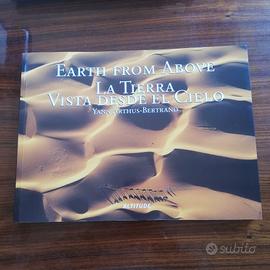 EARTH FROM ABOVE
LA TIERRA
VISTA DESDE EL CIELO
YANN ARTHUS-BERTRAND
ALTITUDE
subito